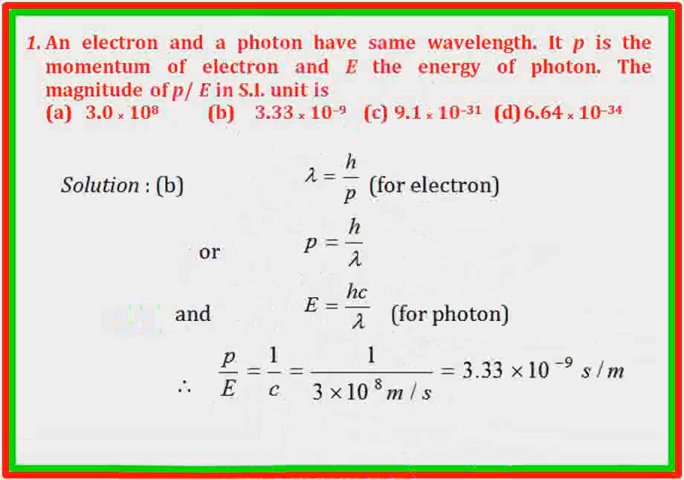 1. An electron and a photon have same wavelength. It p is the
momentum of electron and E the energy of photon. The
magnitude of p/ E in S.I. unit is
(a) 3.0 × 10⁸ (b) 3.33 × 10⁻⁹ (c) 9.1 × 10⁻³¹ (d) 6.64 × 10⁻³⁴
Solution : (b) λ = h/p (for electron)
or p = h/λ
and E = hc/λ (for photon)
∴ p/E = 1/c = 1/(3 × 10⁸ m / s) = 3.33 × 10⁻⁹ s / m